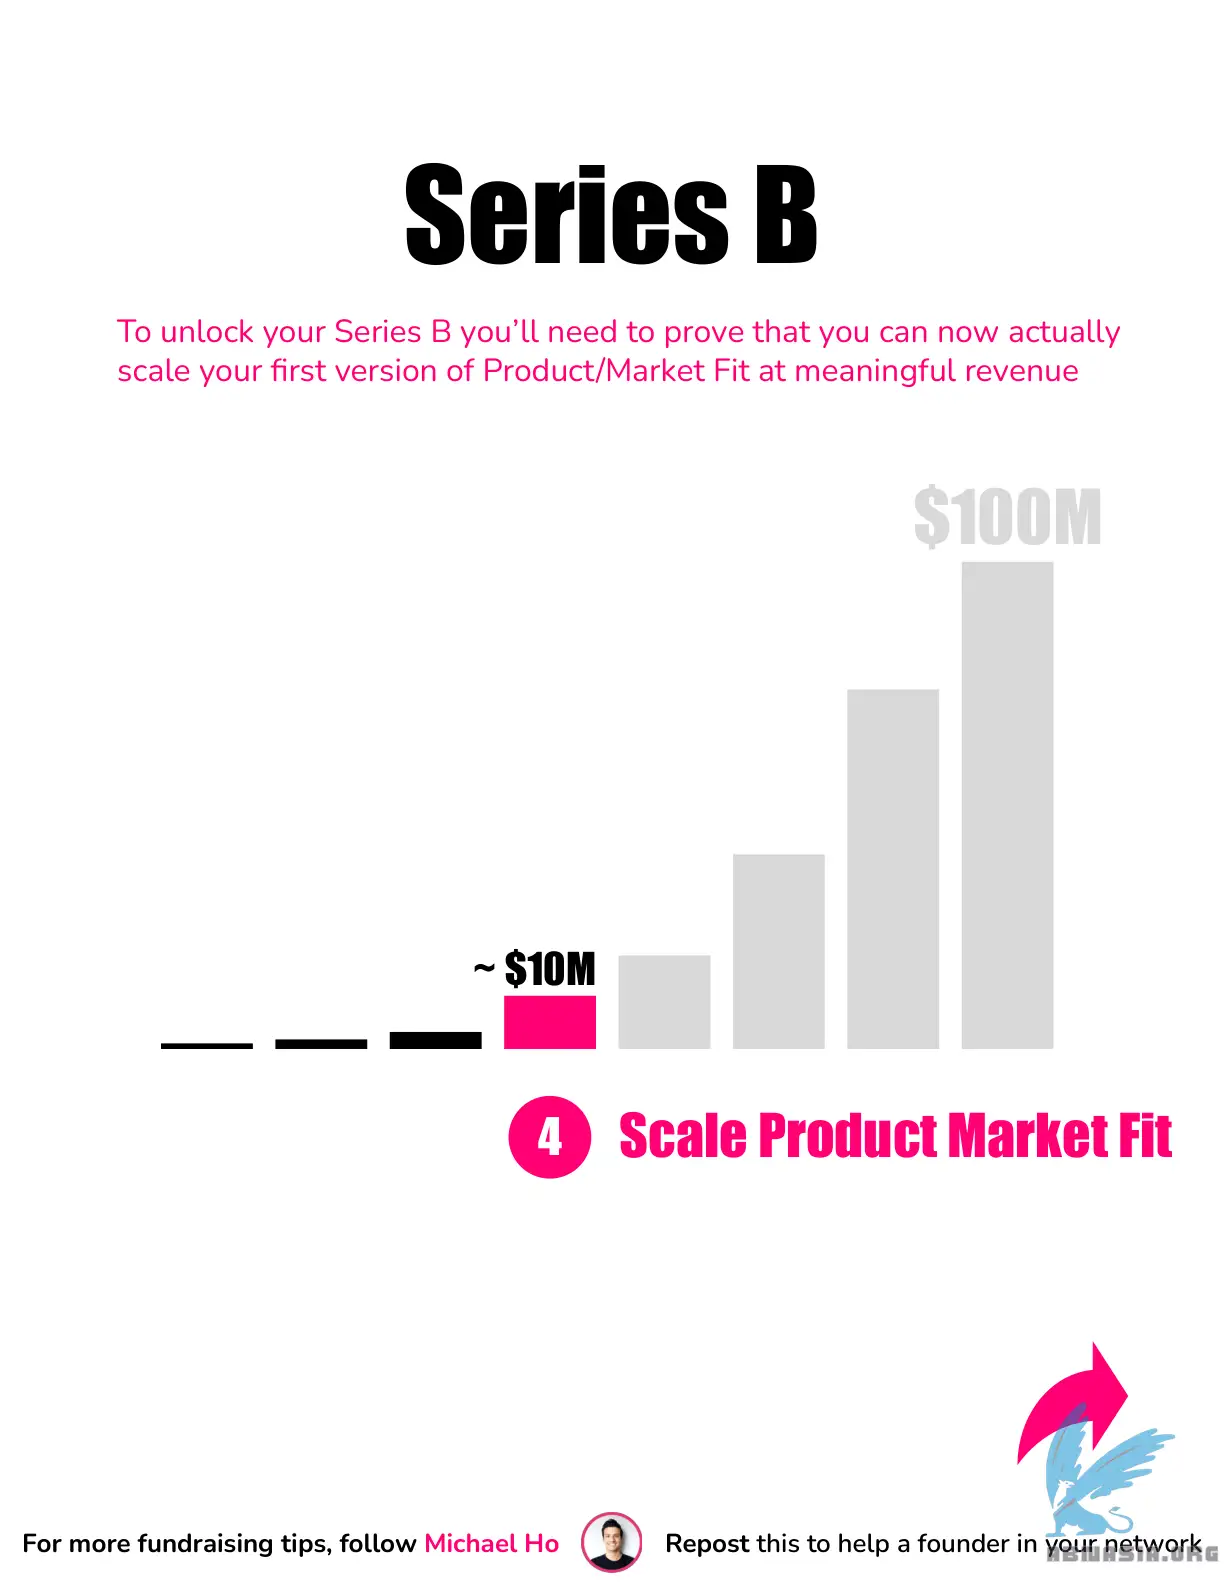 Series B
To unlock your Series B you’ll need to prove that you can now actually
scale your first version of Product/Market Fit at meaningful revenue
$100M
~ $10M
4 Scale Product Market Fit
For more fundraising tips, follow Michael Ho Repost this to help a founder in your network
ABMASIA.ORG